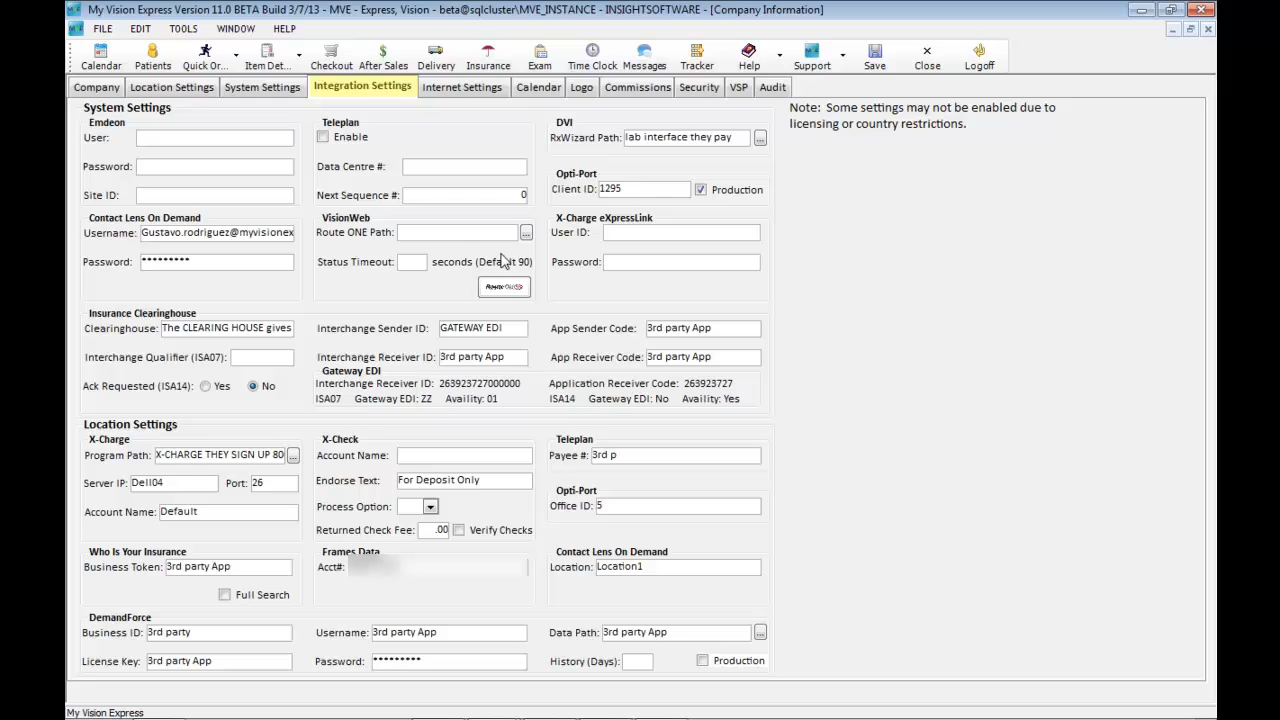 My Vision Express Version 11.0 BETA Build 3/7/13 - MVE - Express, Vision - beta@sqlcluster\MVE_INSTANCE - INSIGHTSOFTWARE - [Company Information]
FILE EDIT TOOLS WINDOW HELP
Calendar Patients Quick Or... Item Det... Checkout After Sales Delivery Insurance Exam Time Clock Messages Tracker Help Support Save Close Logoff
Company Location Settings System Settings Integration Settings Internet Settings Calendar Logo Commissions Security VSP Audit
System Settings
Note: Some settings may not be enabled due to
licensing or country restrictions.
Emdeon Teleplan DVI
User: Enable RxWizard Path: lab interface they pay ...
Password: Data Centre #:
Opti-Port
Site ID: Next Sequence #: 0 Client ID: 1295 Production
Contact Lens On Demand VisionWeb X-Charge eXpressLink
Username: Gustavo.rodriguez@myvisionex Route ONE Path: ... User ID:
Password: ********* Status Timeout: seconds (Default 90) Password:
Insurance Clearinghouse
Clearinghouse: The CLEARING HOUSE gives Interchange Sender ID: GATEWAY EDI App Sender Code: 3rd party App
Interchange Qualifier (ISA07): Interchange Receiver ID: 3rd party App App Receiver Code: 3rd party App
Gateway EDI
Ack Requested (ISA14): Yes No Interchange Receiver ID: 263923727000000 Application Receiver Code: 263923727
ISA07 Gateway EDI: ZZ Availity: 01 ISA14 Gateway EDI: No Availity: Yes
Location Settings
X-Charge X-Check Teleplan
Program Path: X-CHARGE THEY SIGN UP 80 ... Account Name: Payee #: 3rd p
Server IP: Dell04 Port: 26 Endorse Text: For Deposit Only
Opti-Port
Account Name: Default Process Option: Office ID: 5
Returned Check Fee: .00 Verify Checks
Who Is Your Insurance Frames Data Contact Lens On Demand
Business Token: 3rd party App Acct#: Location: Location1
Full Search
DemandForce
Business ID: 3rd party Username: 3rd party App Data Path: 3rd party App ...
License Key: 3rd party App Password: ********* History (Days): Production
My Vision Express